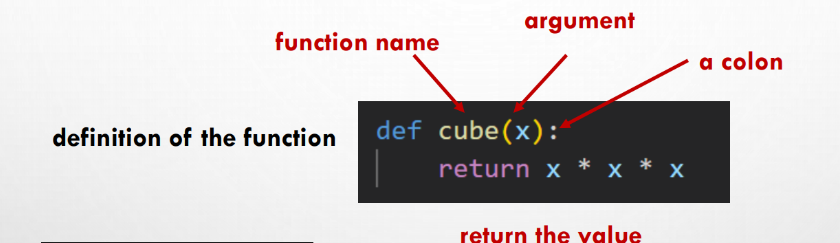 argument
function name
a colon
definition of the function
def cube(x):
return x * x * x
return the value